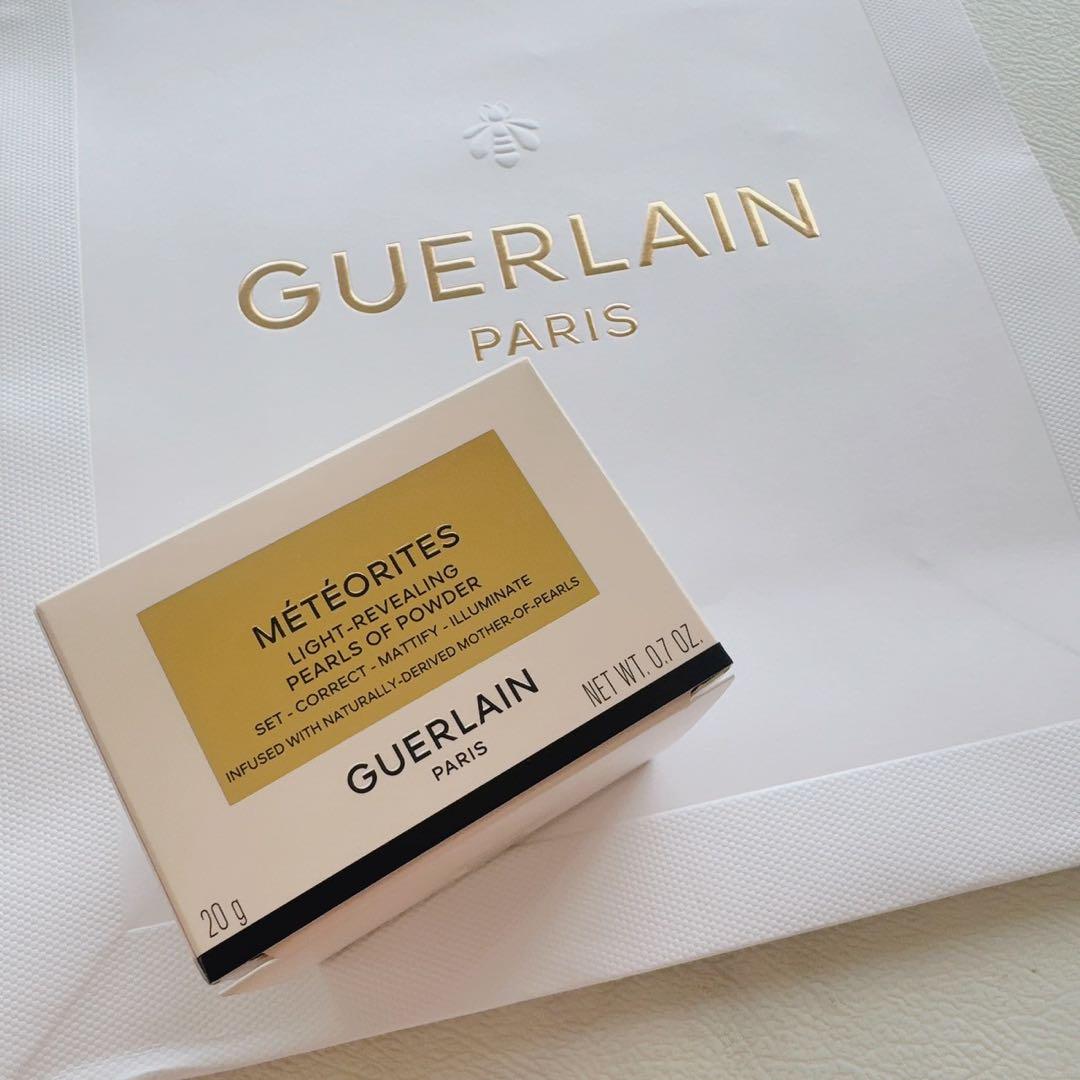 GUERLAIN
PARIS
MÉTÉORITES
LIGHT-REVEALING
PEARLS OF POWDER
SET - CORRECT - MATTIFY - ILLUMINATE
INFUSED WITH NATURALLY-DERIVED MOTHER-OF-PEARLS
GUERLAIN
PARIS
20 g
NET WT. 0.7 OZ.